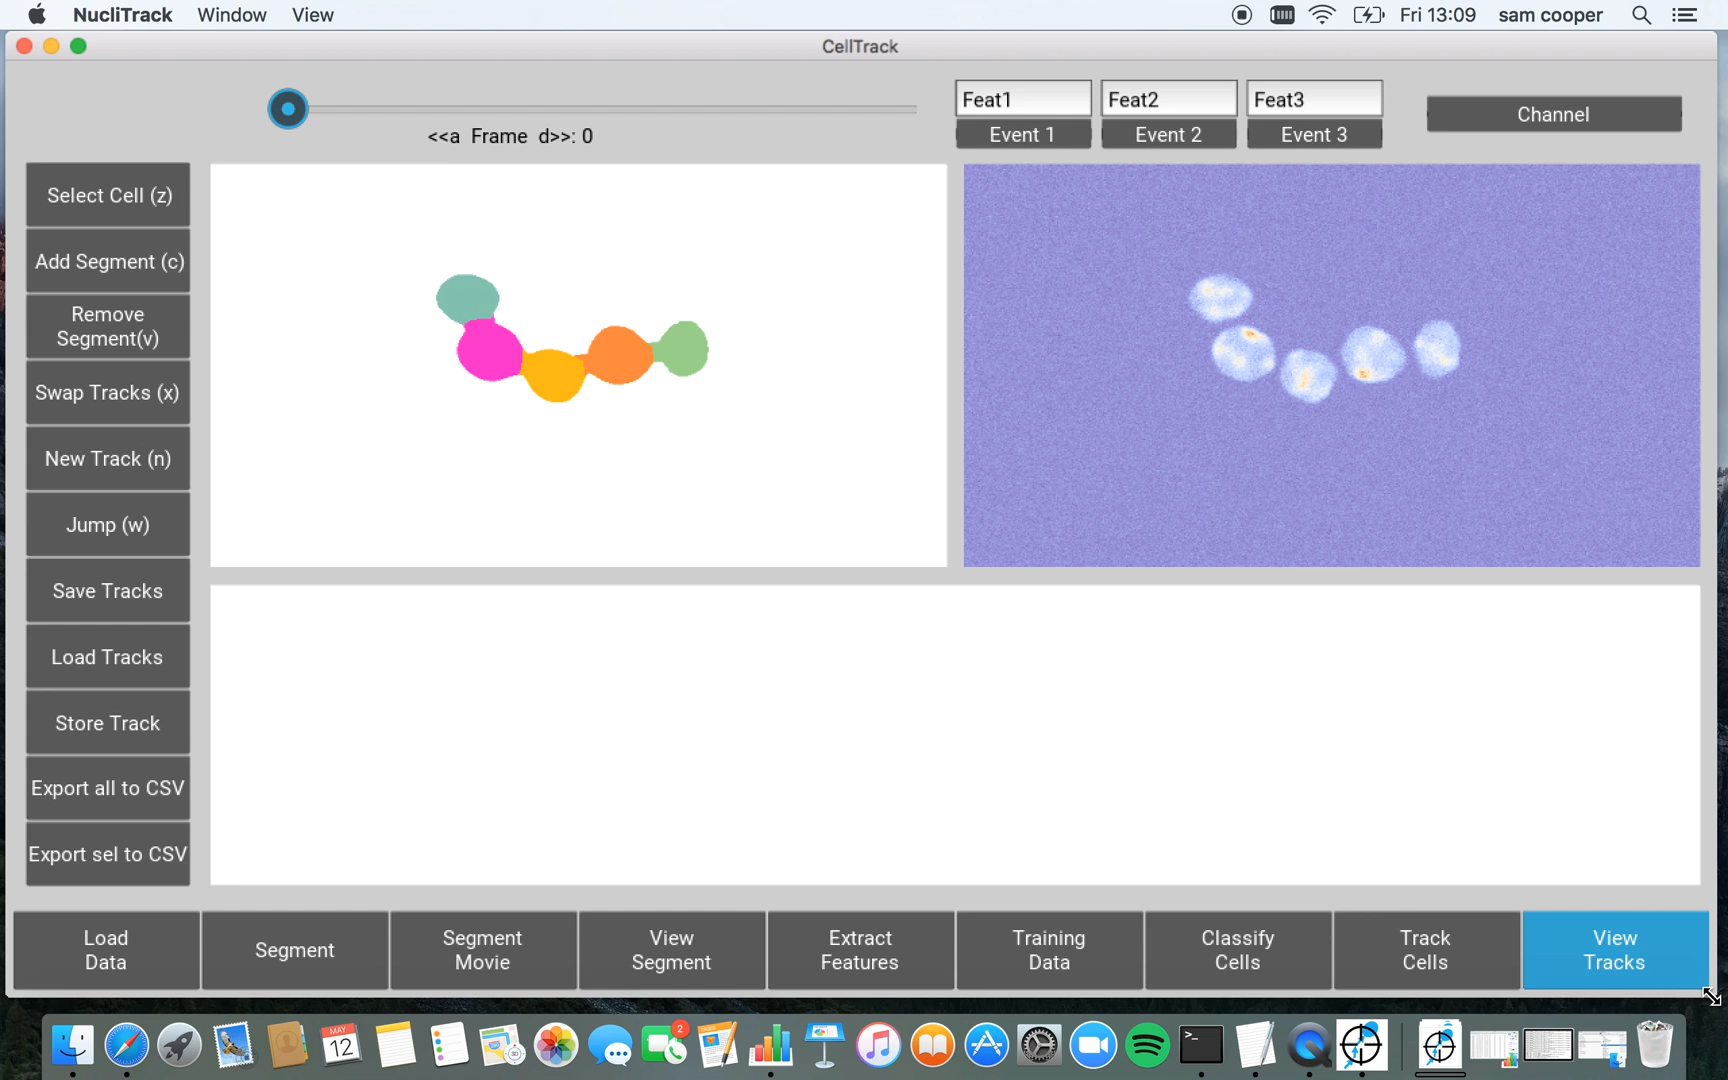 NucliTrack Window View Fri 13:09 sam cooper
CellTrack
Feat1 Feat2 Feat3
Channel
<<a Frame d>>: 0
Event 1 Event 2 Event 3
Select Cell (z)
Add Segment (c)
Remove
Segment(v)
Swap Tracks (x)
New Track (n)
Jump (w)
Save Tracks
Load Tracks
Store Track
Export all to CSV
Export sel to CSV
Load
Data
Segment
Segment
Movie
View
Segment
Extract
Features
Training
Data
Classify
Cells
Track
Cells
View
Tracks
MAY
12
2